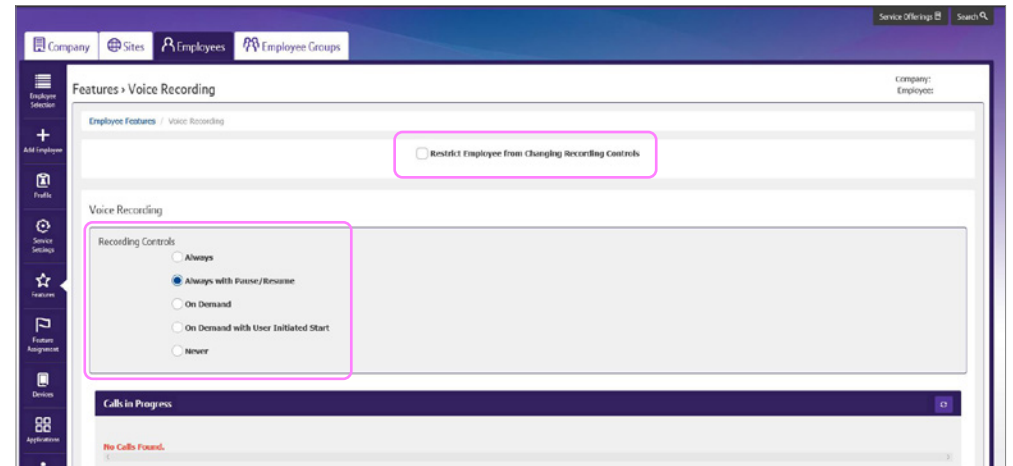 Service Offerings Search
Company Sites Employees Employee Groups
Employee Selection
Features › Voice Recording
Company:
Employee:
Employee Features / Voice Recording
Add Employee
Restrict Employee from Changing Recording Controls
Profile
Voice Recording
Service Settings
Recording Controls
Always
Always with Pause/Resume
Features
On Demand
On Demand with User Initiated Start
Feature Assignment
Never
Devices
Calls in Progress
Applications
No Calls Found.